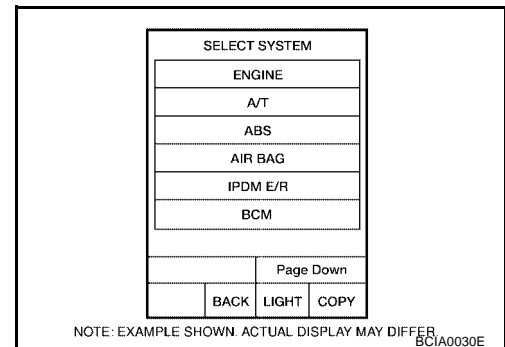 SELECT SYSTEM
ENGINE
A/T
ABS
AIR BAG
IPDM E/R
BCM
Page Down
BACK LIGHT COPY
NOTE: EXAMPLE SHOWN. ACTUAL DISPLAY MAY DIFFER.
BCIA0030E